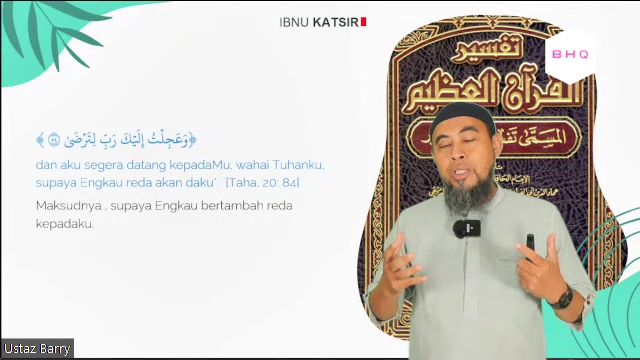 IBNU KATSIR
BHQ
تفسير
القرآن العظيم
﴿وَعَجِلْتُ إِلَيْكَ رَبِّ لِتَرْضَىٰ ٨٤﴾
dan aku segera datang kepadaMu, wahai Tuhanku,
supaya Engkau reda akan daku". [Taha, 20: 84]
Maksudnya , supaya Engkau bertambah reda
kepadaku.
Ustaz Barry